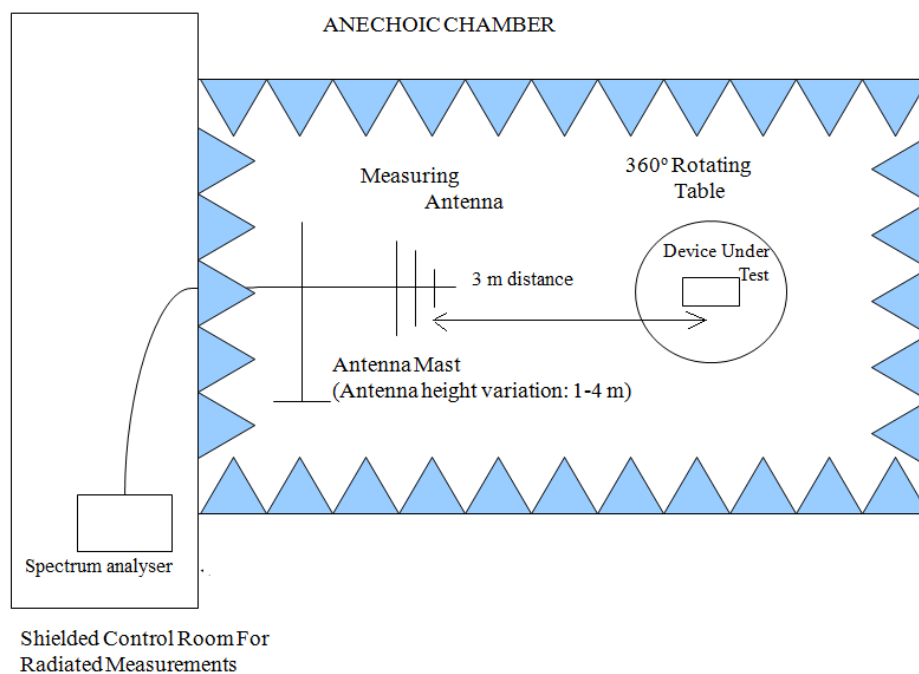 ANECHOIC CHAMBER
Measuring
Antenna
360º Rotating
Table
Device Under
Test
3 m distance
Antenna Mast
(Antenna height variation: 1-4 m)
Spectrum analyser
Shielded Control Room For
Radiated Measurements